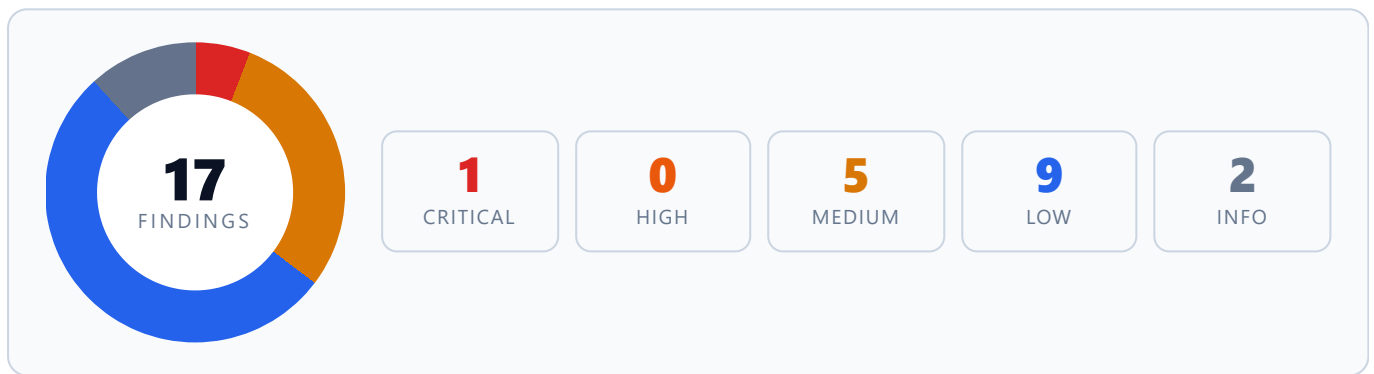 17
FINDINGS
1
CRITICAL
0
HIGH
5
MEDIUM
9
LOW
2
INFO